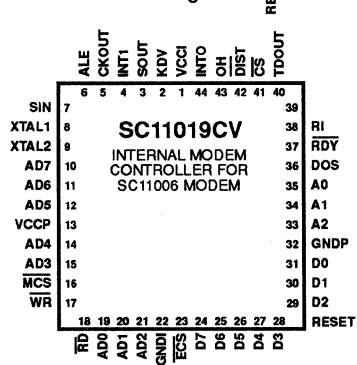 RE
ALE CKOUT INT1 SOUT KDV VCCI INTO OH DIST CS TDOUT
6 5 4 3 2 1 44 43 42 41 40
SIN 7 39
XTAL1 8 SC11019CV 38 RI
XTAL2 9 INTERNAL MODEM 37 RDY
AD7 10 CONTROLLER FOR 36 DOS
AD6 11 SC11006 MODEM 35 A0
AD5 12 34 A1
VCCP 13 33 A2
AD4 14 32 GNDP
AD3 15 31 D0
MCS 16 30 D1
WR 17 29 D2
18 19 20 21 22 23 24 25 26 27 28 RESET
RD AD0 AD1 AD2 GNDI ECS D7 D6 D5 D4 D3